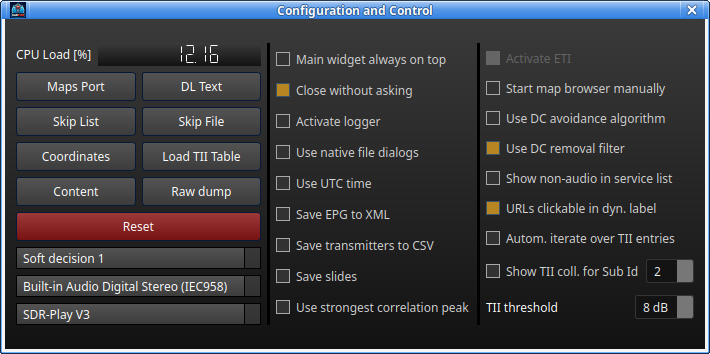 Configuration and Control
CPU Load [%] 12.16
Maps Port DL Text
Skip List Skip File
Coordinates Load TII Table
Content Raw dump
Reset
Soft decision 1
Built-in Audio Digital Stereo (IEC958)
SDR-Play V3
Main widget always on top
Close without asking
Activate logger
Use native file dialogs
Use UTC time
Save EPG to XML
Save transmitters to CSV
Save slides
Use strongest correlation peak
Activate ETI
Start map browser manually
Use DC avoidance algorithm
Use DC removal filter
Show non-audio in service list
URLs clickable in dyn. label
Autom. iterate over TII entries
Show TII coll. for Sub Id 2
TII threshold 8 dB